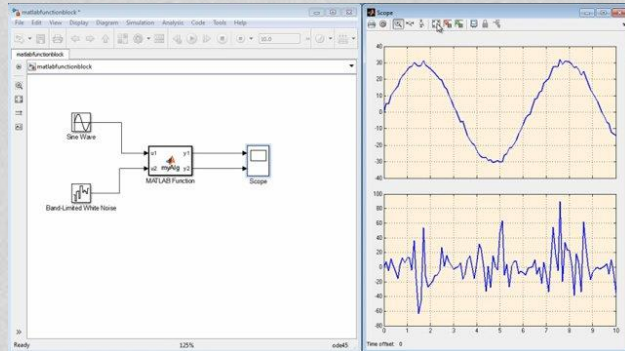 matlabfunctionblock *
File Edit View Display Diagram Simulation Analysis Code Tools Help
10.0
matlabfunctionblock
matlabfunctionblock
Sine Wave
Band-Limited White Noise
u1
u2
myAlg
y1
y2
MATLAB Function
Scope
Ready
125%
ode45
Scope
40
30
20
10
0
-10
-20
-30
-40
100
80
60
40
20
0
-20
-40
-60
-80
0 1 2 3 4 5 6 7 8 9 10
Time offset: 0